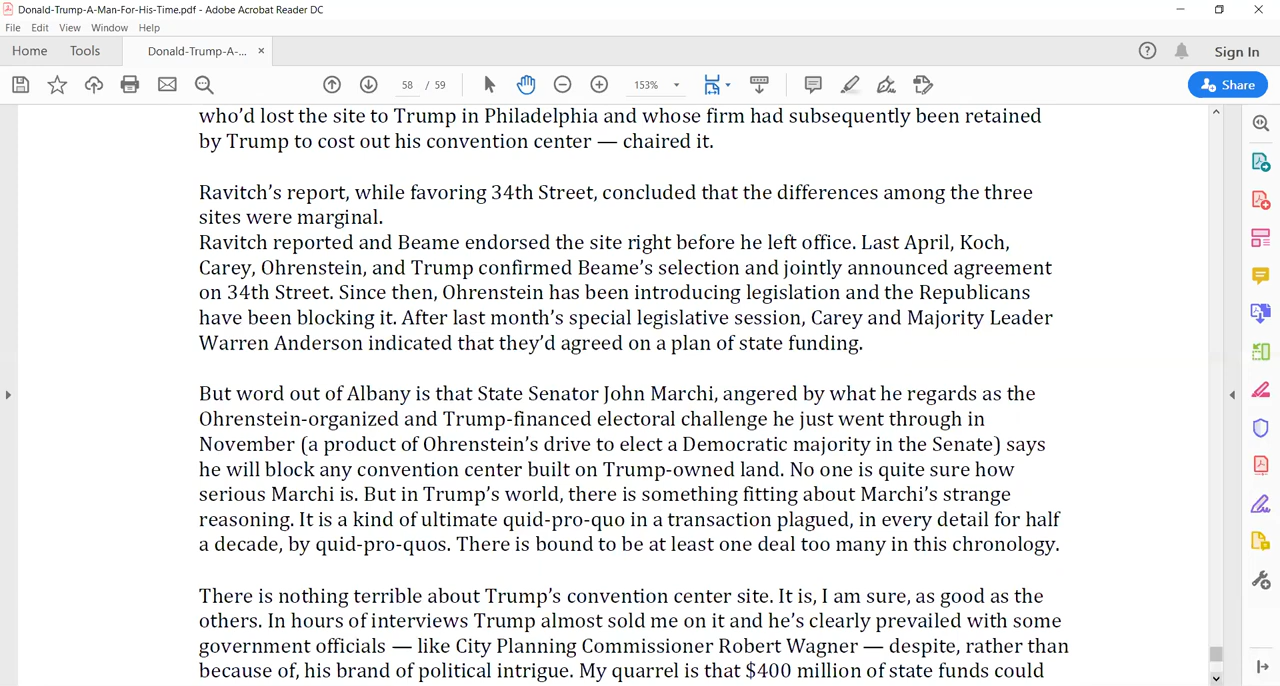 Donald-Trump-A-Man-For-His-Time.pdf - Adobe Acrobat Reader DC
File Edit View Window Help
Home Tools Donald-Trump-A-... × Sign In
58 / 59 153% Share
who’d lost the site to Trump in Philadelphia and whose firm had subsequently been retained
by Trump to cost out his convention center — chaired it.
Ravitch’s report, while favoring 34th Street, concluded that the differences among the three
sites were marginal.
Ravitch reported and Beame endorsed the site right before he left office. Last April, Koch,
Carey, Ohrenstein, and Trump confirmed Beame’s selection and jointly announced agreement
on 34th Street. Since then, Ohrenstein has been introducing legislation and the Republicans
have been blocking it. After last month’s special legislative session, Carey and Majority Leader
Warren Anderson indicated that they’d agreed on a plan of state funding.
But word out of Albany is that State Senator John Marchi, angered by what he regards as the
Ohrenstein-organized and Trump-financed electoral challenge he just went through in
November (a product of Ohrenstein’s drive to elect a Democratic majority in the Senate) says
he will block any convention center built on Trump-owned land. No one is quite sure how
serious Marchi is. But in Trump’s world, there is something fitting about Marchi’s strange
reasoning. It is a kind of ultimate quid-pro-quo in a transaction plagued, in every detail for half
a decade, by quid-pro-quos. There is bound to be at least one deal too many in this chronology.
There is nothing terrible about Trump’s convention center site. It is, I am sure, as good as the
others. In hours of interviews Trump almost sold me on it and he’s clearly prevailed with some
government officials — like City Planning Commissioner Robert Wagner — despite, rather than
because of, his brand of political intrigue. My quarrel is that $400 million of state funds could